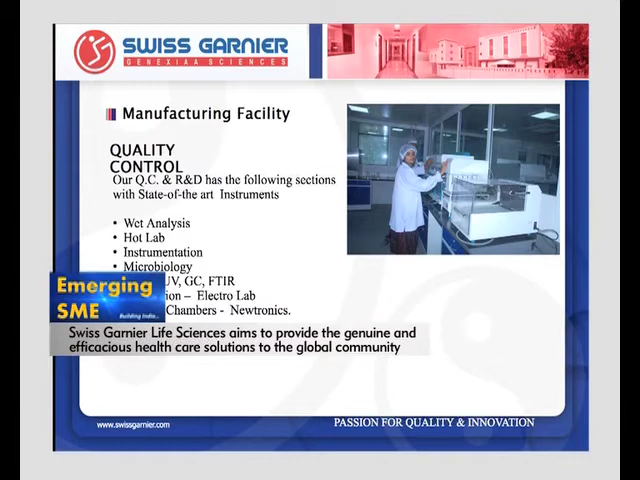 SWISS GARNIER
GENEXIAA SCIENCES
Manufacturing Facility
QUALITY
CONTROL
Our Q.C. & R&D has the following sections
with State-of-the art Instruments
• Wet Analysis
• Hot Lab
• Instrumentation
• Microbiology
UV, GC, FTIR
ion – Electro Lab
Chambers - Newtronics.
Emerging
SME
Building India...
Swiss Garnier Life Sciences aims to provide the genuine and
efficacious health care solutions to the global community
www.swissgarnier.com
PASSION FOR QUALITY & INNOVATION